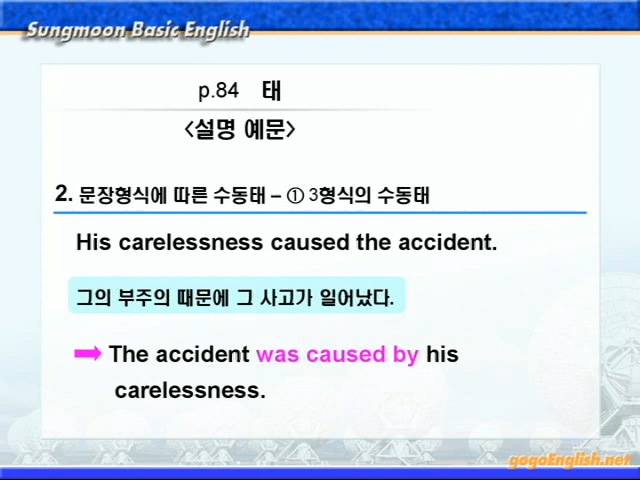 Sungmoon Basic English
p.84 태
<설명 예문>
2. 문장형식에 따른 수동태 – ① 3형식의 수동태
His carelessness caused the accident.
그의 부주의 때문에 그 사고가 일어났다.
➡ The accident was caused by his
carelessness.
gogoEnglish.net